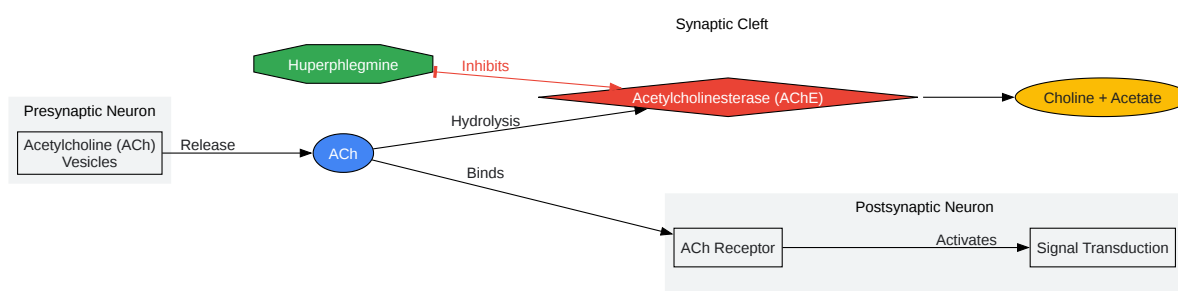 Synaptic Cleft
Huperphlegmine
Inhibits
Acetylcholinesterase (AChE)
Choline + Acetate
Presynaptic Neuron
Acetylcholine (ACh)
Vesicles
Release
ACh
Hydrolysis
Binds
Postsynaptic Neuron
ACh Receptor
Activates
Signal Transduction